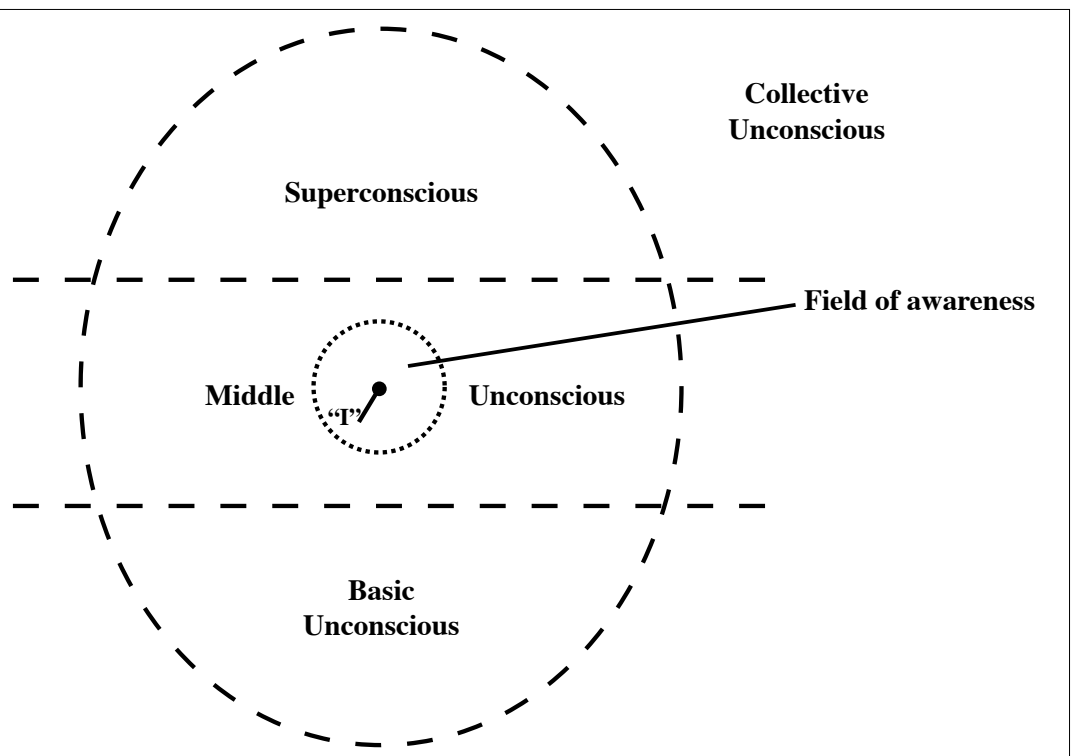 Collective
Unconscious
Superconscious
Field of awareness
Middle
Unconscious
“I”
Basic
Unconscious